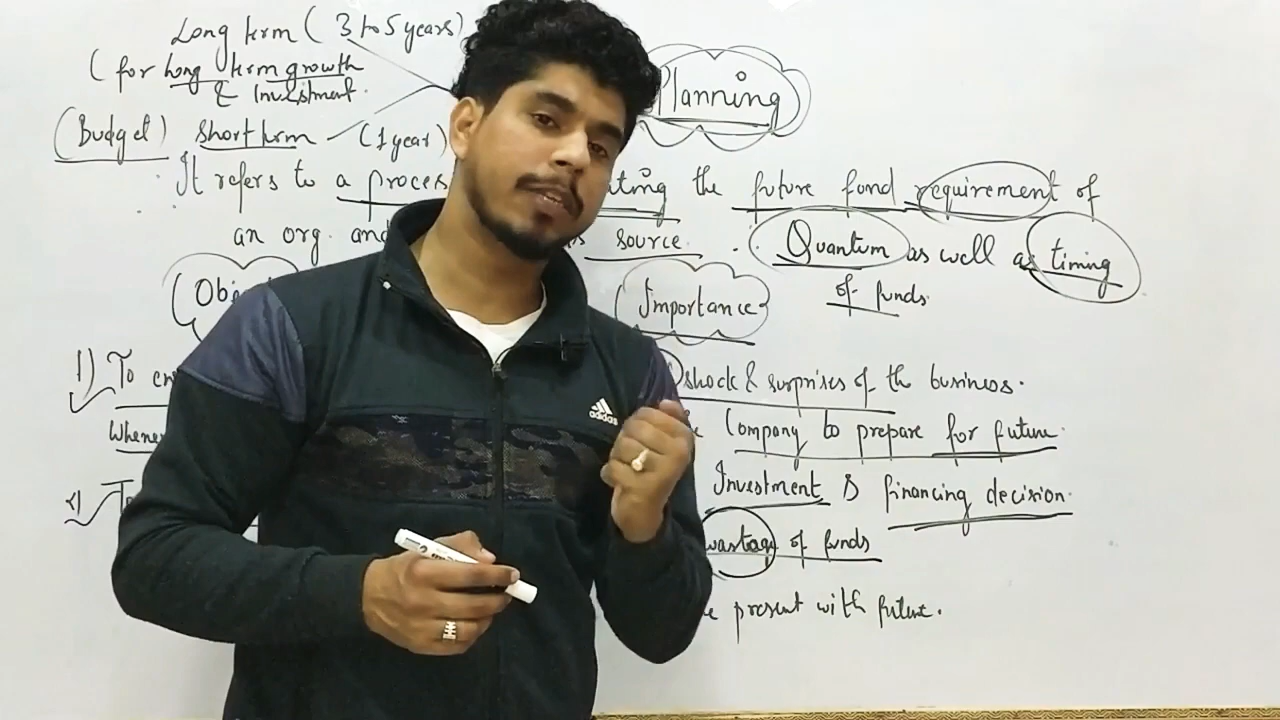 Long term ( 3 to 5 years)
( for long term growth
& Investment.
Planning
(Budget) short term (1 year)
It refers to a proces the future fund requirement of
an org. and source. Quantum as well as timing
of funds.
Importance
1) To shock & surprises of the business.
Company to prepare for future
Investment & financing decision.
2) of funds
present with future.
adidas